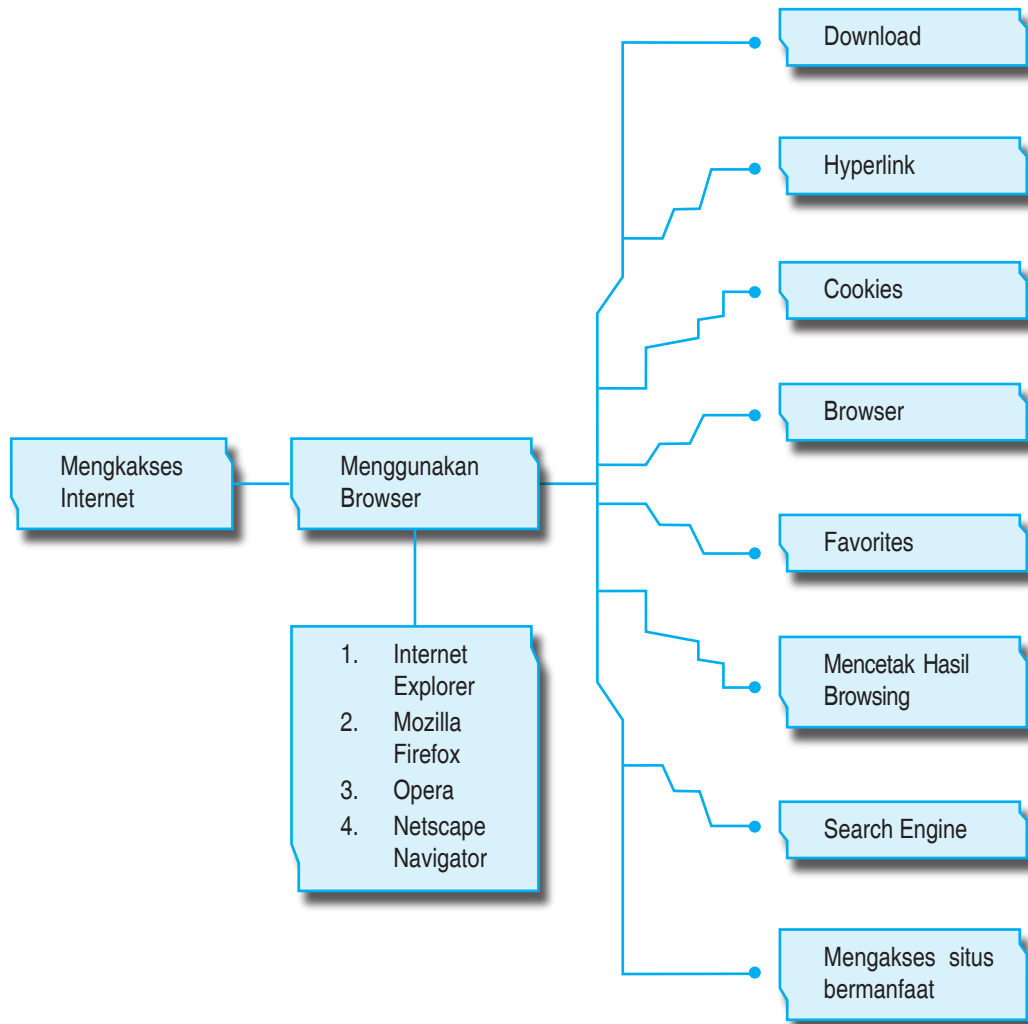 Download
Hyperlink
Cookies
Browser
Mengkakses
Internet
Menggunakan
Browser
Favorites
1. Internet
Explorer
2. Mozilla
Firefox
3. Opera
4. Netscape
Navigator
Mencetak Hasil
Browsing
Search Engine
Mengakses situs
bermanfaat